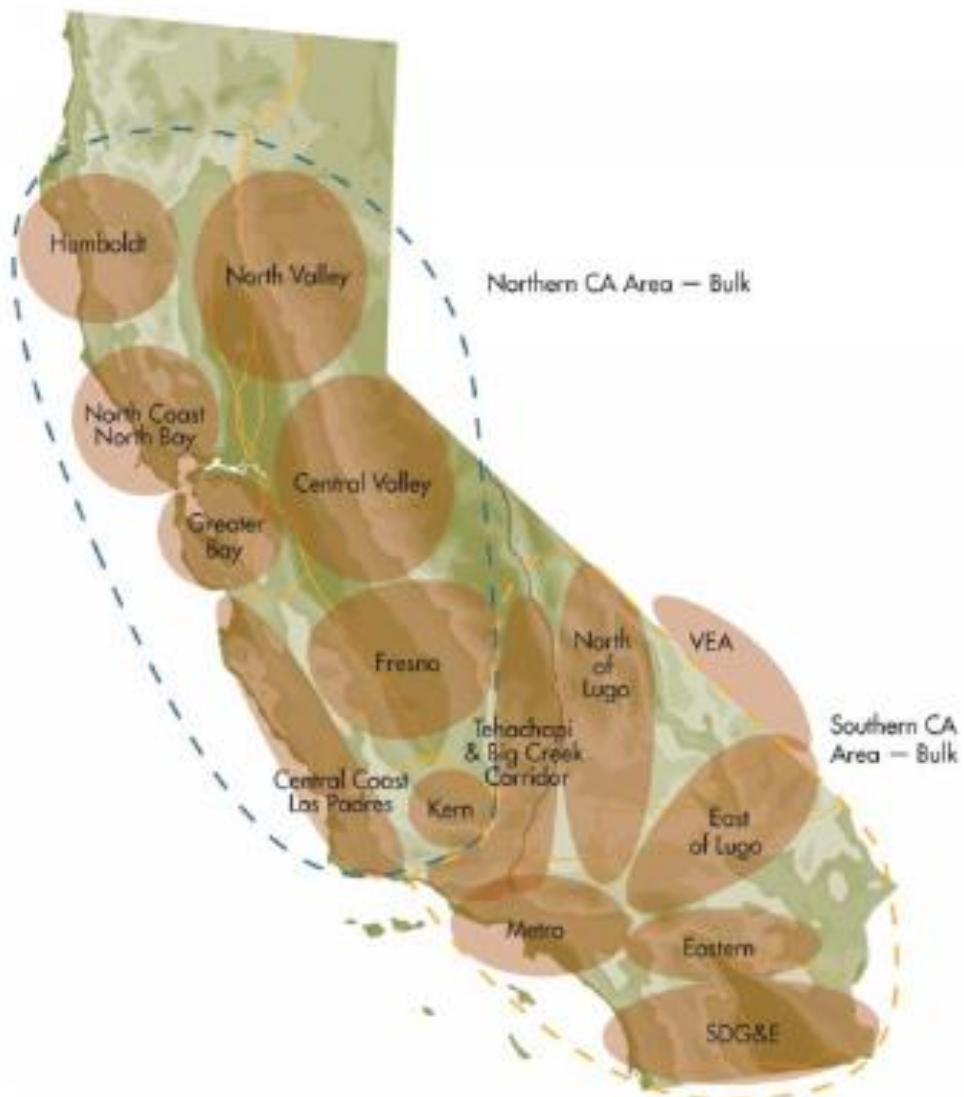 Humboldt
North Valley
Northern CA Area – Bulk
North Coast
North Bay
Central Valley
Greater
Bay
North
of
Lugo
VEA
Fresno
Southern CA
Area – Bulk
Tehachapi
& Big Creek
Corridor
Central Coast
Los Padres
Kern
East
of Lugo
Metro
Eastern
SDG&E